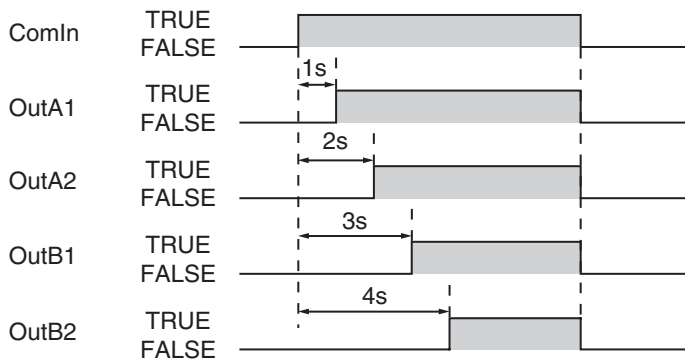 ComIn TRUE
FALSE
1s
OutA1 TRUE
FALSE
2s
OutA2 TRUE
FALSE
3s
OutB1 TRUE
FALSE
4s
OutB2 TRUE
FALSE